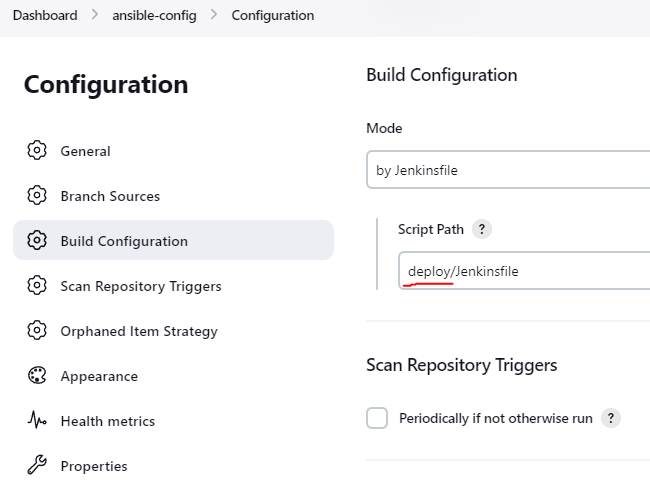 Dashboard > ansible-config > Configuration
Configuration
General
Branch Sources
Build Configuration
Scan Repository Triggers
Orphaned Item Strategy
Appearance
Health metrics
Properties
Build Configuration
Mode
by Jenkinsfile
Script Path ?
deploy/Jenkinsfile
Scan Repository Triggers
Periodically if not otherwise run ?